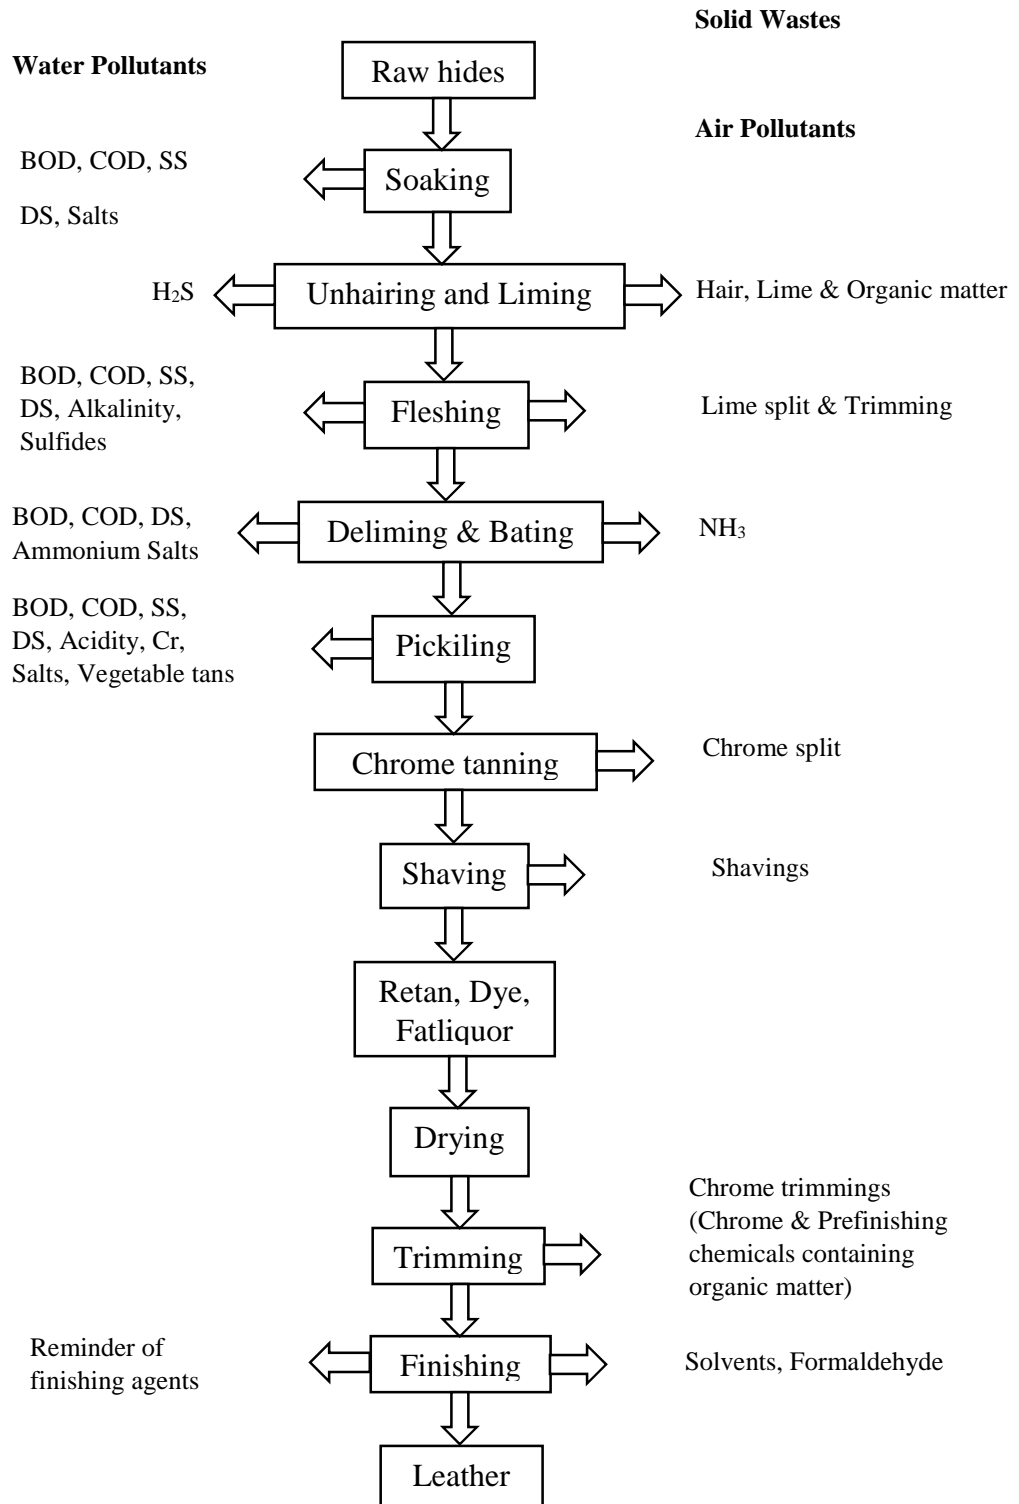 Solid Wastes
Water Pollutants
Raw hides
Air Pollutants
BOD, COD, SS
DS, Salts
Soaking
H₂S
Unhairing and Liming
Hair, Lime & Organic matter
BOD, COD, SS,
DS, Alkalinity,
Sulfides
Fleshing
Lime split & Trimming
BOD, COD, DS,
Ammonium Salts
Deliming & Bating
NH₃
BOD, COD, SS,
DS, Acidity, Cr,
Salts, Vegetable tans
Pickiling
Chrome tanning
Chrome split
Shaving
Shavings
Retan, Dye,
Fatliquor
Drying
Trimming
Chrome trimmings
(Chrome & Prefinishing
chemicals containing
organic matter)
Reminder of
finishing agents
Finishing
Solvents, Formaldehyde
Leather